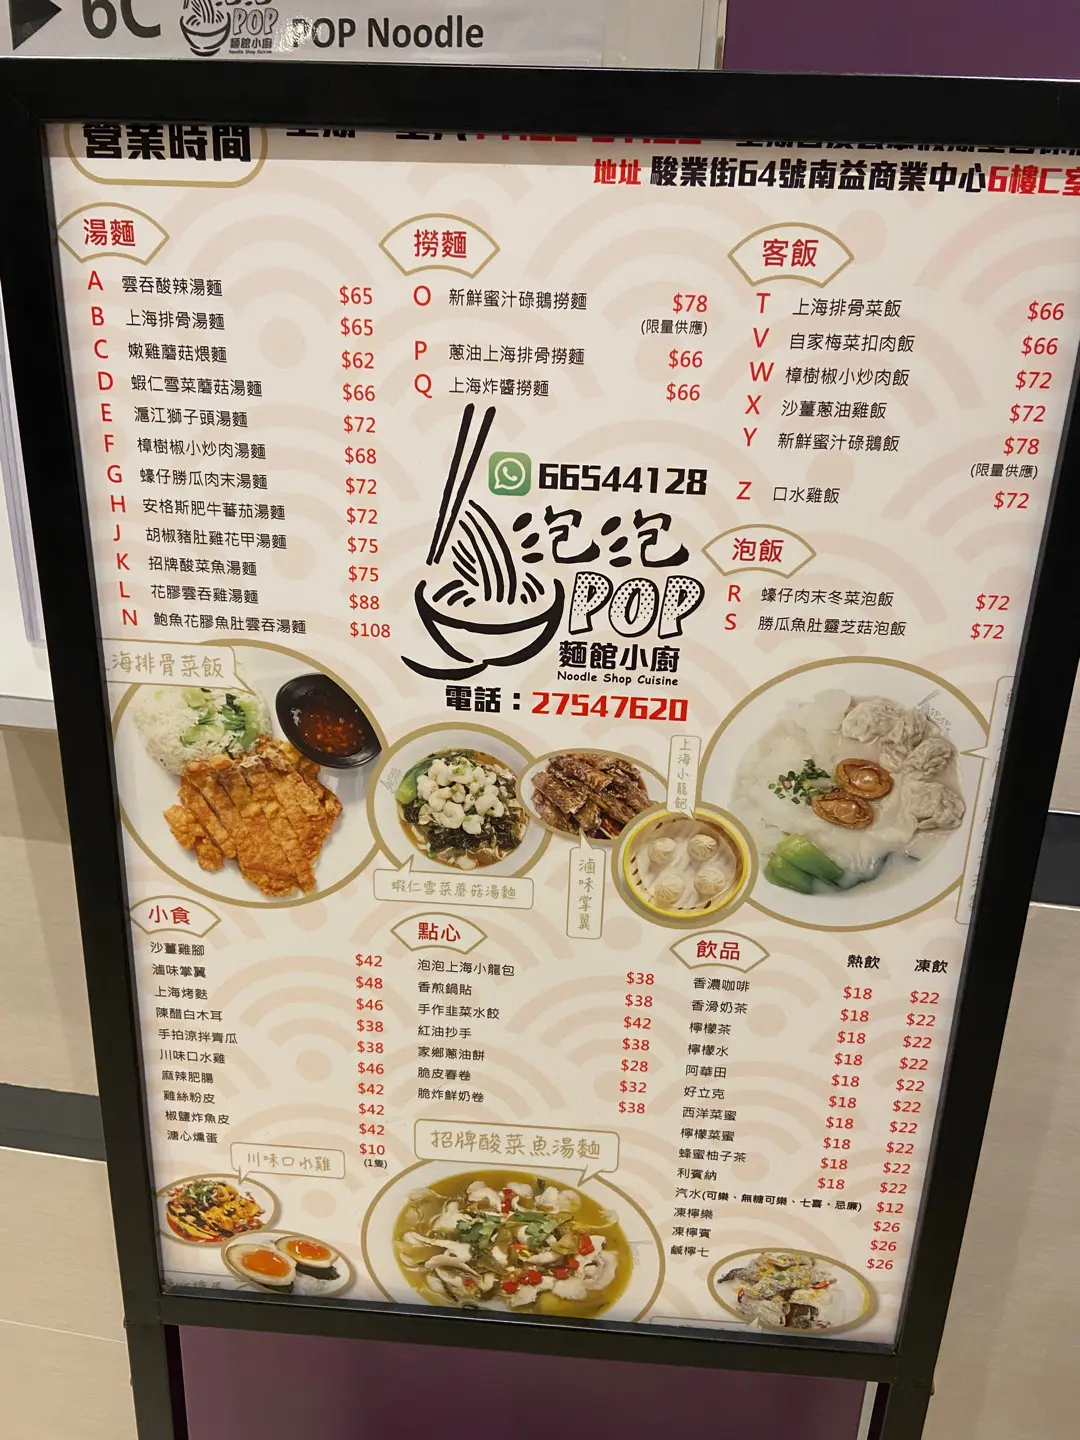 6C POP 麵館小廚 POP Noodle
Noodle Shop Cuisine
營業時間
地址 駿業街64號南益商業中心6樓C室
湯麵
A 雲吞酸辣湯麵 $65
B 上海排骨湯麵 $65
C 嫩雞蘑菇煨麵 $62
D 蝦仁雪菜蘑菇湯麵 $66
E 滬江獅子頭湯麵 $72
F 樟樹椒小炒肉湯麵 $68
G 蠔仔勝瓜肉末湯麵 $72
H 安格斯肥牛蕃茄湯麵 $72
J 胡椒豬肚雞花甲湯麵 $75
K 招牌酸菜魚湯麵 $75
L 花膠雲吞雞湯麵 $88
N 鮑魚花膠魚肚雲吞湯麵 $108
撈麵
O 新鮮蜜汁碌鵝撈麵 $78
(限量供應)
P 蔥油上海排骨撈麵 $66
Q 上海炸醬撈麵 $66
客飯
T 上海排骨菜飯 $66
V 自家梅菜扣肉飯 $66
W 樟樹椒小炒肉飯 $72
X 沙薑蔥油雞飯 $72
Y 新鮮蜜汁碌鵝飯 $78
(限量供應)
Z 口水雞飯 $72
泡飯
R 蠔仔肉末冬菜泡飯 $72
S 勝瓜魚肚靈芝菇泡飯 $72
66544128
泡泡
POP
麵館小廚
Noodle Shop Cuisine
電話：27547620
上海排骨菜飯
蝦仁雪菜蘑菇湯麵
滷味掌翼
上海小籠包
小食
沙薑雞腳 $42
滷味掌翼 $48
上海烤麩 $46
陳醋白木耳 $38
手拍涼拌青瓜 $38
川味口水雞 $46
麻辣肥腸 $42
雞絲粉皮 $42
椒鹽炸魚皮 $42
溏心燻蛋 $10
(1隻)
點心
泡泡上海小籠包 $38
香煎鍋貼 $38
手作韭菜水餃 $42
紅油抄手 $38
家鄉蔥油餅 $28
脆皮春卷 $32
脆炸鮮奶卷 $38
飲品 熱飲 凍飲
香濃咖啡 $18 $22
香滑奶茶 $18 $22
檸檬茶 $18 $22
檸檬水 $18 $22
阿華田 $18 $22
好立克 $18 $22
西洋菜蜜 $18 $22
檸檬菜蜜 $18 $22
蜂蜜柚子茶 $18 $22
利賓納 $18 $22
汽水(可樂、無糖可樂、七喜、忌廉) $12
凍檸樂 $26
凍檸賓 $26
鹹檸七 $26
川味口水雞
招牌酸菜魚湯麵